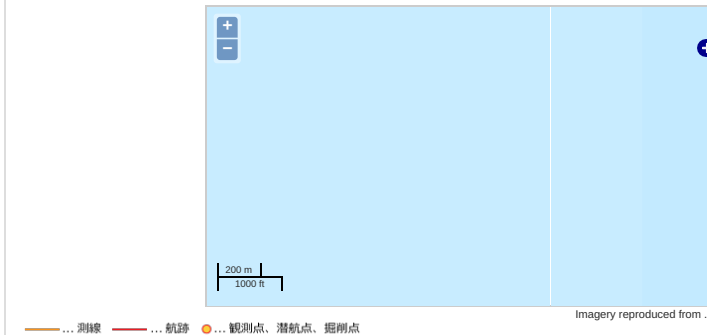 +
−
200 m
1000 ft
Imagery reproduced from .
... 測線 ... 航跡 ... 観測点、潜航点、掘削点